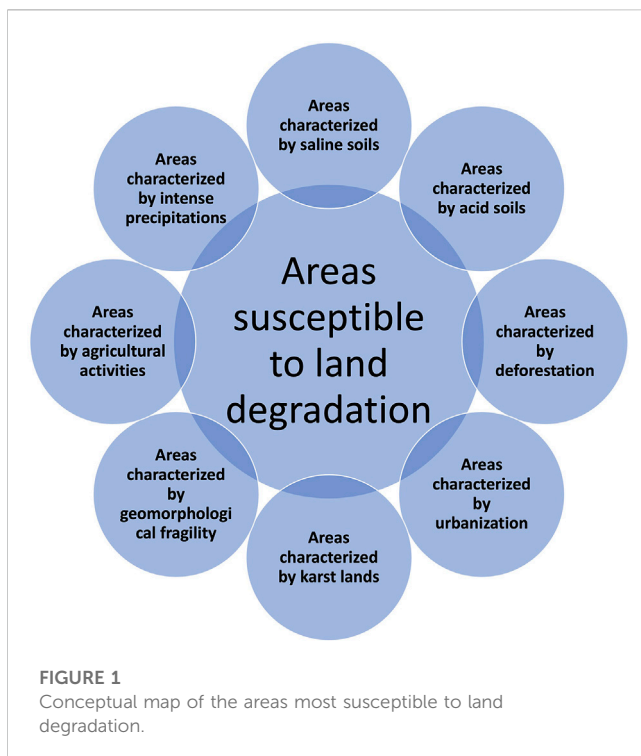 Areas
characterized
by saline soils
Areas
characterized
by acid soils
Areas
characterized
by
deforestation
Areas
characterized
by
urbanization
Areas
characterized
by karst lands
Areas
characterized
by
geomorphologi
cal fragility
Areas
characterized
by agricultural
activities
Areas
characterized
by intense
precipitations
Areas
susceptible
to land
degradation
FIGURE 1
Conceptual map of the areas most susceptible to land
degradation.